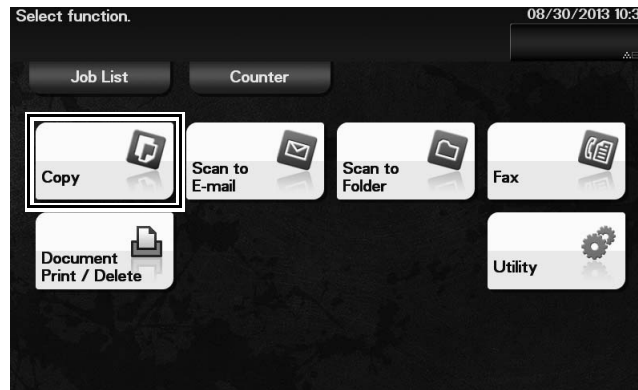 Select function.
08/30/2013 10:3
Job List
Counter
Copy
Scan to
E-mail
Scan to
Folder
Fax
Document
Print / Delete
Utility